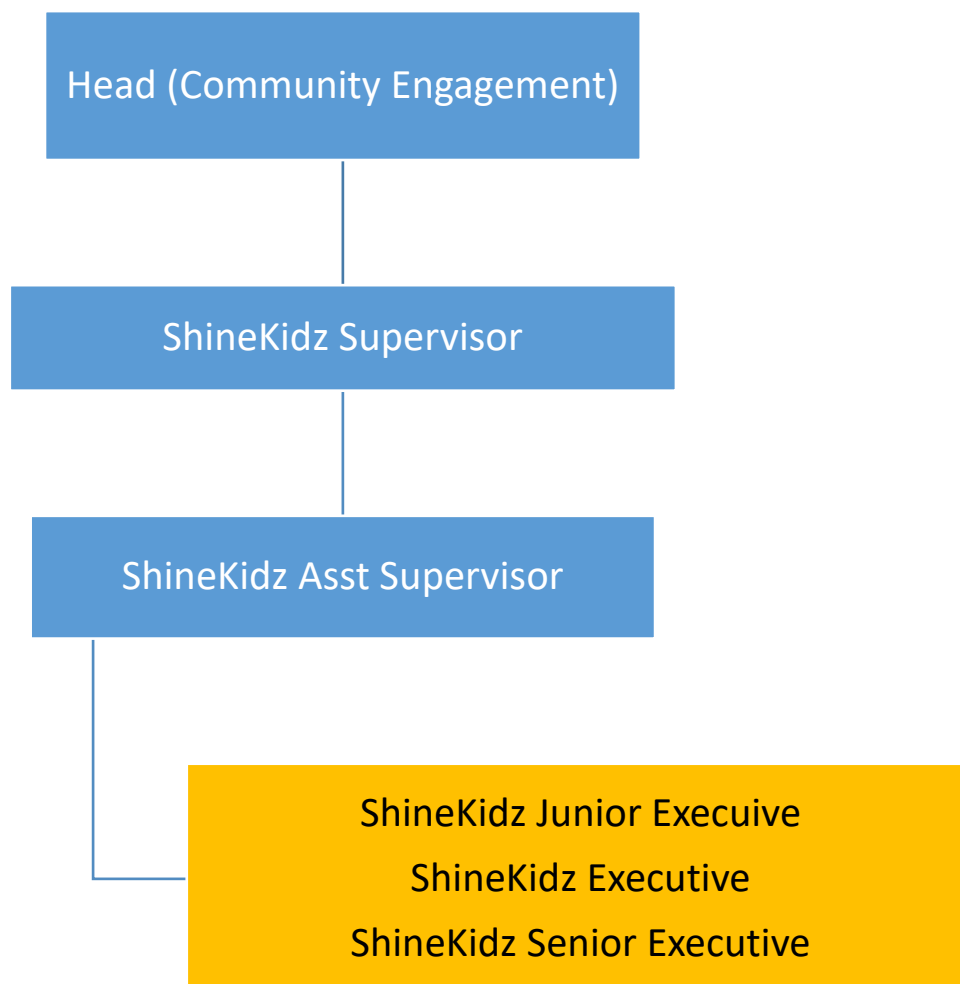 Head (Community Engagement)
ShineKidz Supervisor
ShineKidz Asst Supervisor
ShineKidz Junior Execuive
ShineKidz Executive
ShineKidz Senior Executive